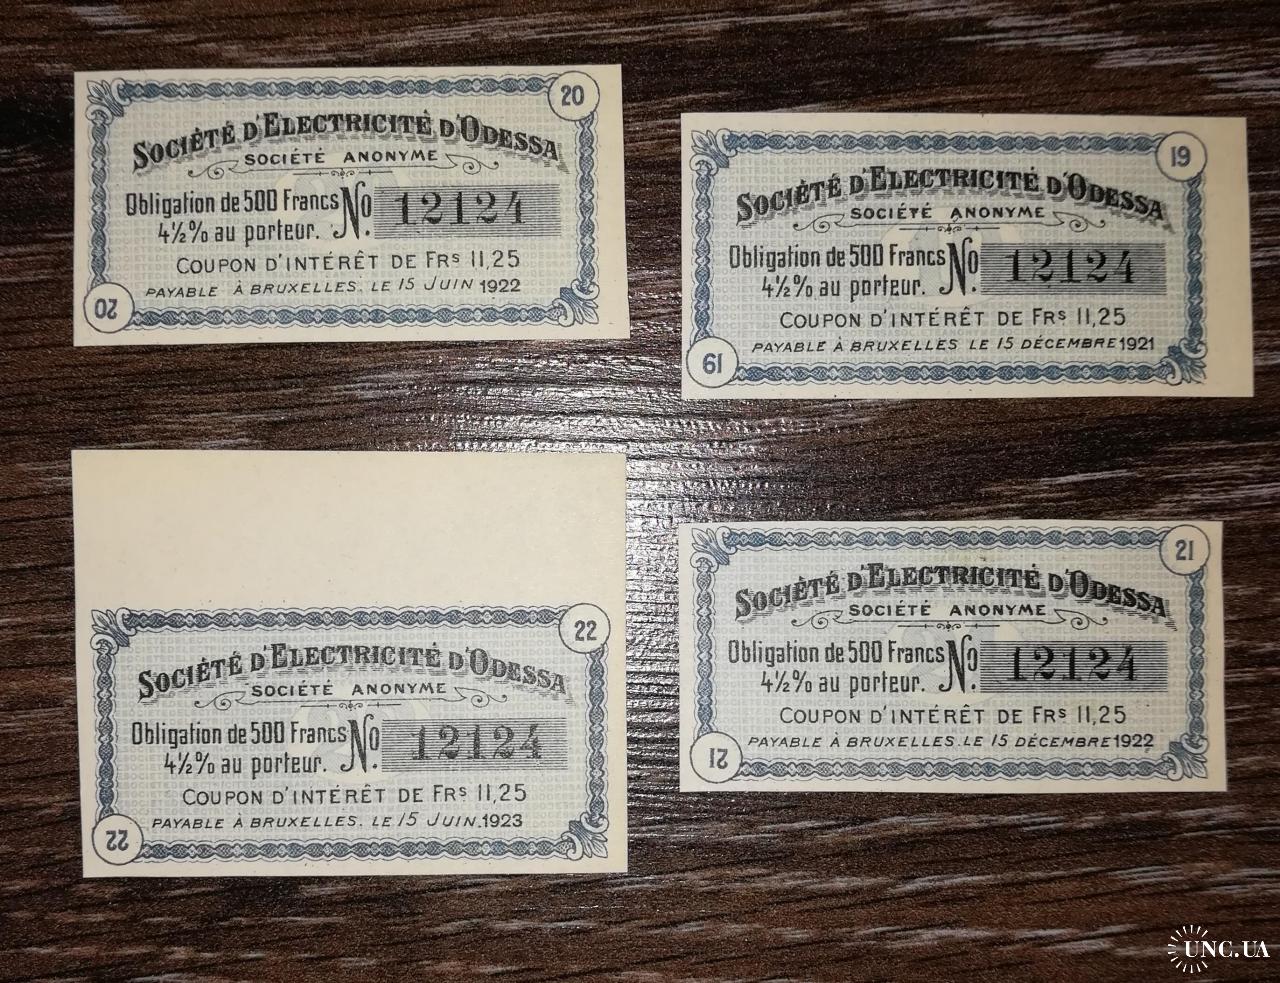 20
SOCIÉTÉ D'ELECTRICITÉ D'ODESSA
SOCIÉTÉ ANONYME
Obligation de 500 Francs
4½% au porteur.
No. 12124
COUPON D'INTÉRÊT DE FRS 11,25
PAYABLE À BRUXELLES. LE 15 JUIN 1922
20
19
SOCIÉTÉ D'ELECTRICITÉ D'ODESSA
SOCIÉTÉ ANONYME
Obligation de 500 Francs
4½% au porteur.
No. 12124
COUPON D'INTÉRÊT DE FRS 11,25
PAYABLE À BRUXELLES LE 15 DÉCEMBRE 1921
19
22
SOCIÉTÉ D'ELECTRICITÉ D'ODESSA
SOCIÉTÉ ANONYME
Obligation de 500 Francs
4½% au porteur.
No. 12124
COUPON D'INTÉRÊT DE FRS 11,25
PAYABLE À BRUXELLES. LE 15 JUIN.1923
22
21
SOCIÉTÉ D'ELECTRICITÉ D'ODESSA
SOCIÉTÉ ANONYME
Obligation de 500 Francs
4½% au porteur.
No. 12124
COUPON D'INTÉRÊT DE FRS 11,25
PAYABLE À BRUXELLES. LE 15 DÉCEMBRE 1922
21
UNC.UA